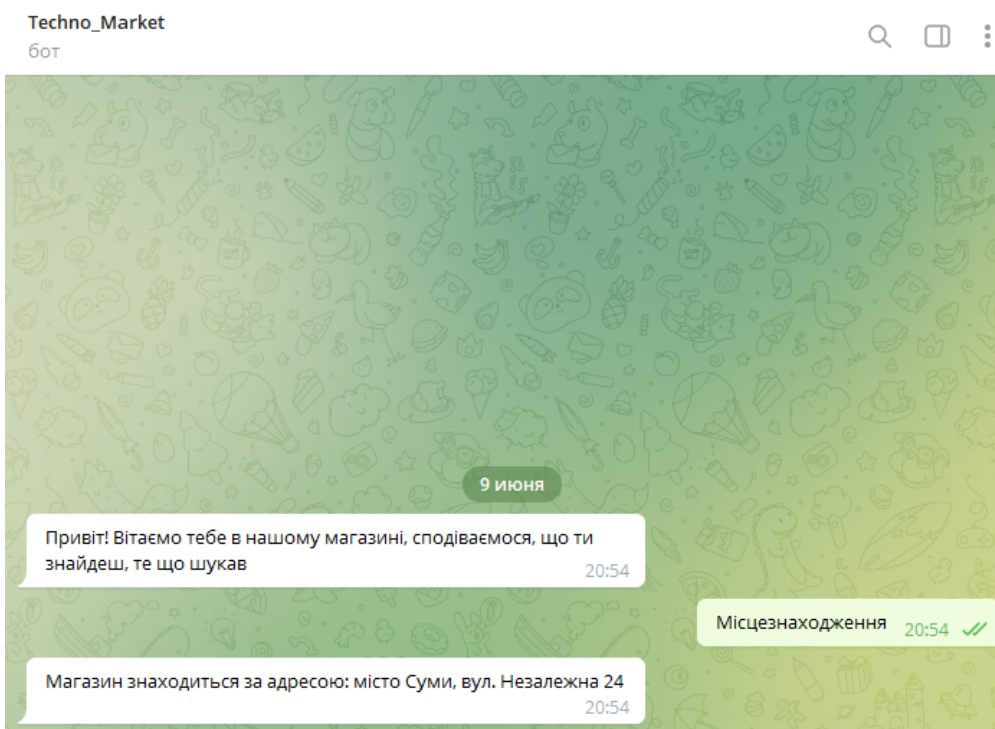 Techno_Market
бот
9 июня
Привіт! Вітаємо тебе в нашому магазині, сподіваємося, що ти
знайдеш, те що шукав
20:54
Місцезнаходження 20:54
Магазин знаходиться за адресою: місто Суми, вул. Незалежна 24
20:54